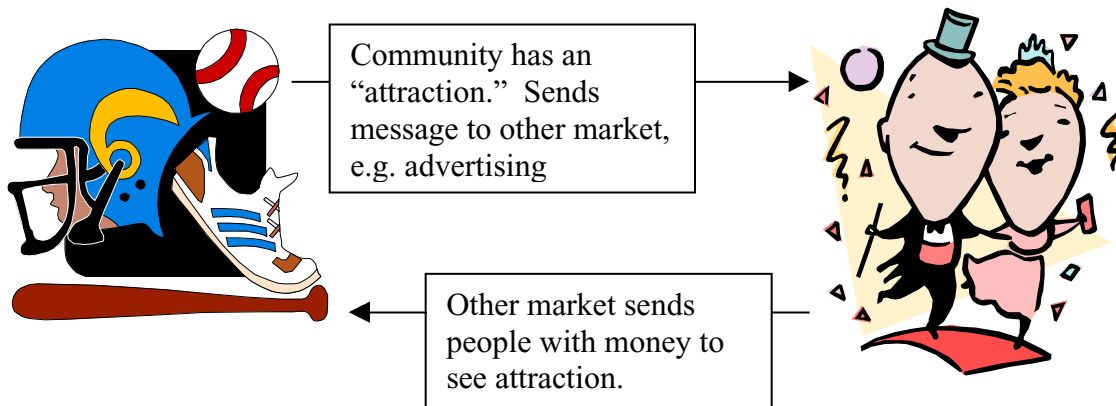 Community has an
“attraction.” Sends
message to other market,
e.g. advertising
Other market sends
people with money to
see attraction.